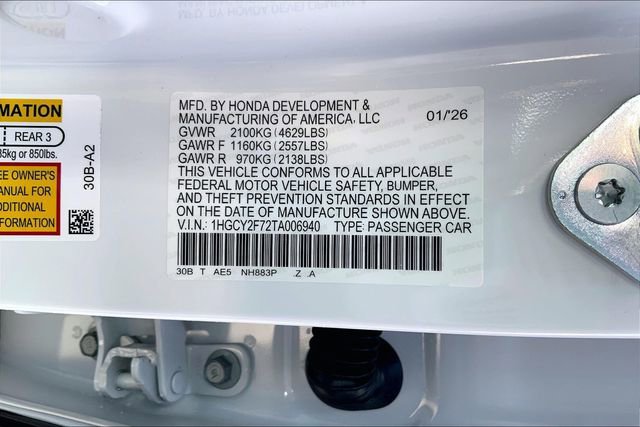 MATION
REAR 3
35kg or 850lbs.
EE OWNER'S
MANUAL FOR
DDITIONAL
30B-A2
MFD. BY HONDA DEVELOPMENT &
MANUFACTURING OF AMERICA, LLC 01/'26
GVWR 2100KG(4629LBS)
GAWR F 1160KG(2557LBS)
GAWR R 970KG(2138LBS)
THIS VEHICLE CONFORMS TO ALL APPLICABLE
FEDERAL MOTOR VEHICLE SAFETY, BUMPER,
AND THEFT PREVENTION STANDARDS IN EFFECT
ON THE DATE OF MANUFACTURE SHOWN ABOVE.
V.I.N.: 1HGCY2F72TA006940 TYPE: PASSENGER CAR
30B T AE5 NH883P .Z .A